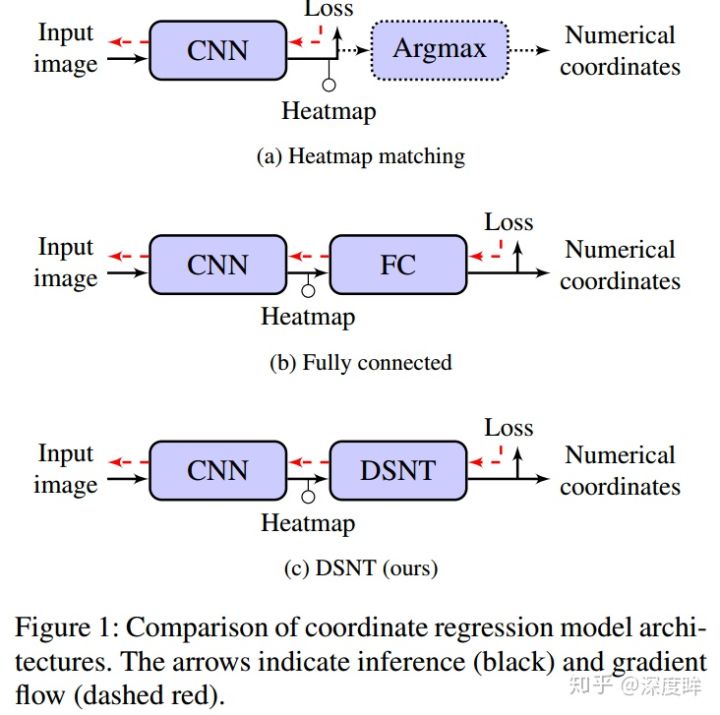 Loss
Input
image
CNN
Argmax
Numerical
coordinates
Heatmap
(a) Heatmap matching
Loss
Input
image
CNN
FC
Numerical
coordinates
Heatmap
(b) Fully connected
Loss
Input
image
CNN
DSNT
Numerical
coordinates
Heatmap
(c) DSNT (ours)
Figure 1: Comparison of coordinate regression model archi-
tectures. The arrows indicate inference (black) and gradient
flow (dashed red).
知乎 @深度眸